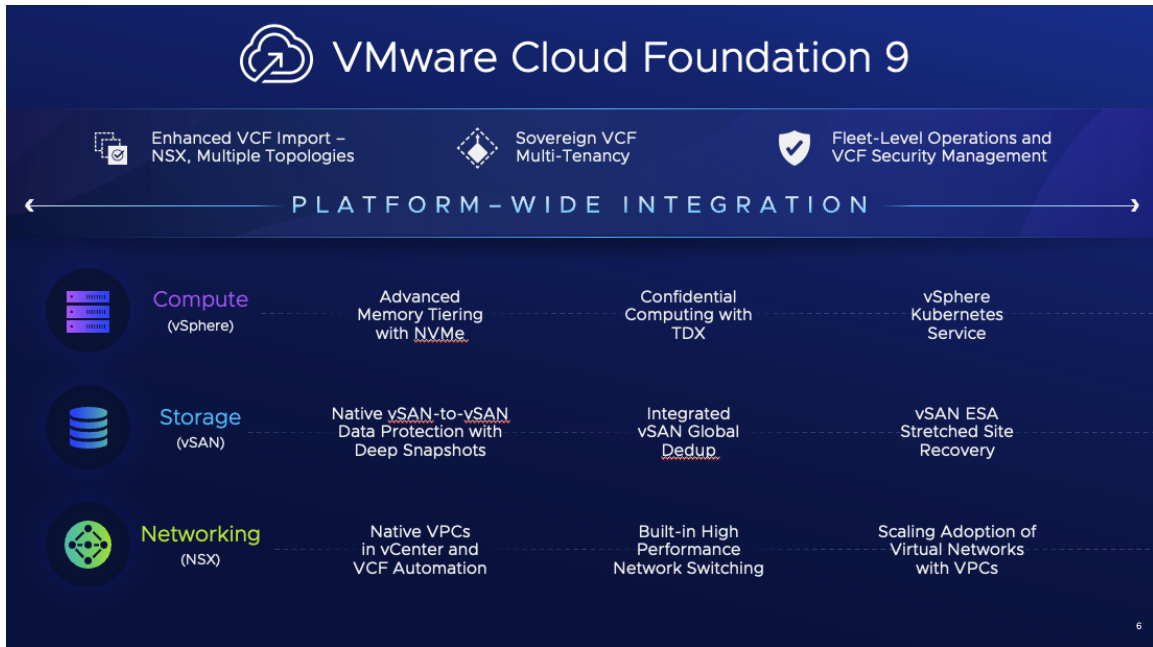 VMware Cloud Foundation 9
Enhanced VCF Import –
NSX, Multiple Topologies
Sovereign VCF
Multi-Tenancy
Fleet-Level Operations and
VCF Security Management
PLATFORM-WIDE INTEGRATION
Compute
(vSphere)
Advanced
Memory Tiering
with NVMe
Confidential
Computing with
TDX
vSphere
Kubernetes
Service
Storage
(vSAN)
Native vSAN-to-vSAN
Data Protection with
Deep Snapshots
Integrated
vSAN Global
Dedup
vSAN ESA
Stretched Site
Recovery
Networking
(NSX)
Native VPCs
in vCenter and
VCF Automation
Built-in High
Performance
Network Switching
Scaling Adoption of
Virtual Networks
with VPCs
6